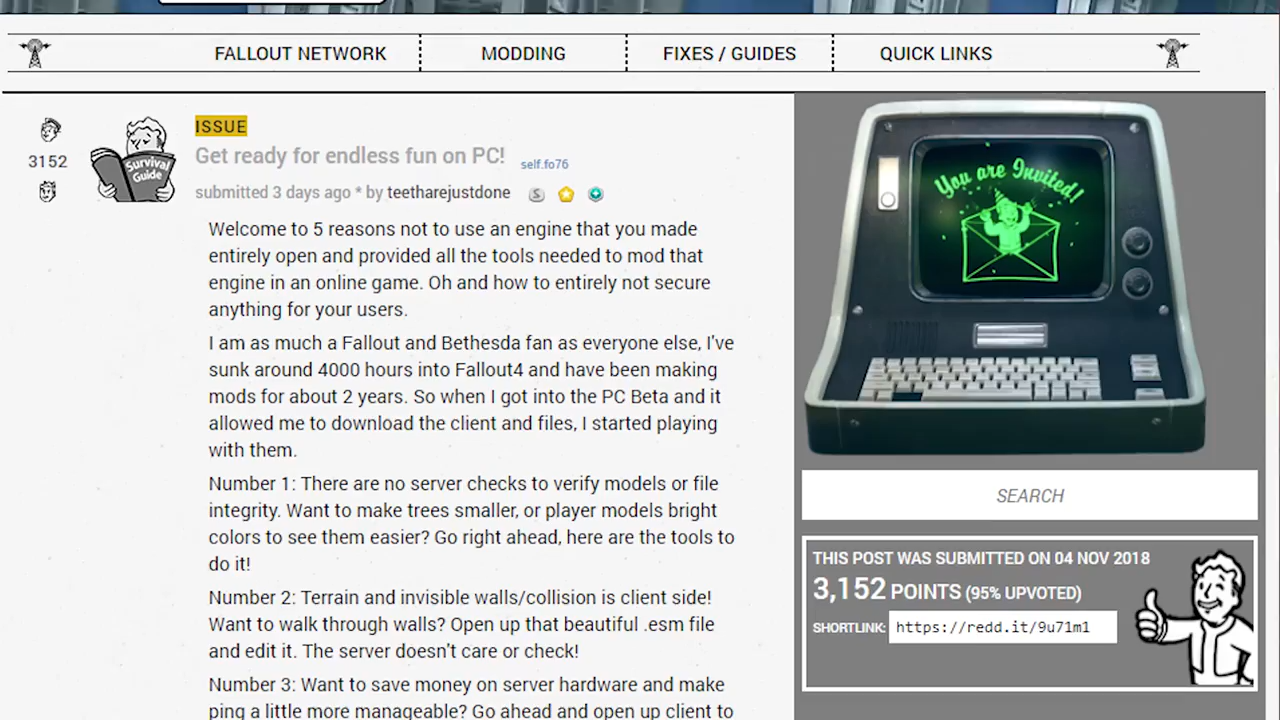 FALLOUT NETWORK
MODDING
FIXES / GUIDES
QUICK LINKS
3152
Survival
Guide
ISSUE
Get ready for endless fun on PC! self.fo76
submitted 3 days ago * by teetharejustdone S
Welcome to 5 reasons not to use an engine that you made
entirely open and provided all the tools needed to mod that
engine in an online game. Oh and how to entirely not secure
anything for your users.
I am as much a Fallout and Bethesda fan as everyone else, I've
sunk around 4000 hours into Fallout4 and have been making
mods for about 2 years. So when I got into the PC Beta and it
allowed me to download the client and files, I started playing
with them.
Number 1: There are no server checks to verify models or file
integrity. Want to make trees smaller, or player models bright
colors to see them easier? Go right ahead, here are the tools to
do it!
Number 2: Terrain and invisible walls/collision is client side!
Want to walk through walls? Open up that beautiful .esm file
and edit it. The server doesn't care or check!
Number 3: Want to save money on server hardware and make
ping a little more manageable? Go ahead and open up client to
You are Invited!
SEARCH
THIS POST WAS SUBMITTED ON 04 NOV 2018
3,152 POINTS (95% UPVOTED)
SHORTLINK: https://redd.it/9u71m1